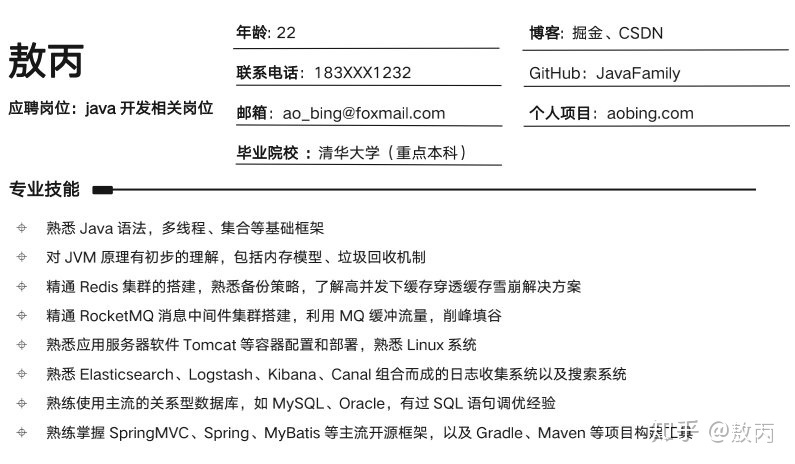 敖丙
应聘岗位：java 开发相关岗位
年龄: 22
博客: 掘金、CSDN
联系电话：183XXX1232
GitHub：JavaFamily
邮箱：ao_bing@foxmail.com
个人项目：aobing.com
毕业院校 ：清华大学（重点本科）
专业技能
熟悉 Java 语法，多线程、集合等基础框架
对 JVM 原理有初步的理解，包括内存模型、垃圾回收机制
精通 Redis 集群的搭建，熟悉备份策略，了解高并发下缓存穿透缓存雪崩解决方案
精通 RocketMQ 消息中间件集群搭建，利用 MQ 缓冲流量，削峰填谷
熟悉应用服务器软件 Tomcat 等容器配置和部署，熟悉 Linux 系统
熟悉 Elasticsearch、Logstash、Kibana、Canal 组合而成的日志收集系统以及搜索系统
熟练使用主流的关系型数据库，如 MySQL、Oracle，有过 SQL 语句调优经验
熟练掌握 SpringMVC、Spring、MyBatis 等主流开源框架，以及 Gradle、Maven 等项目构建工具
知乎 @敖丙